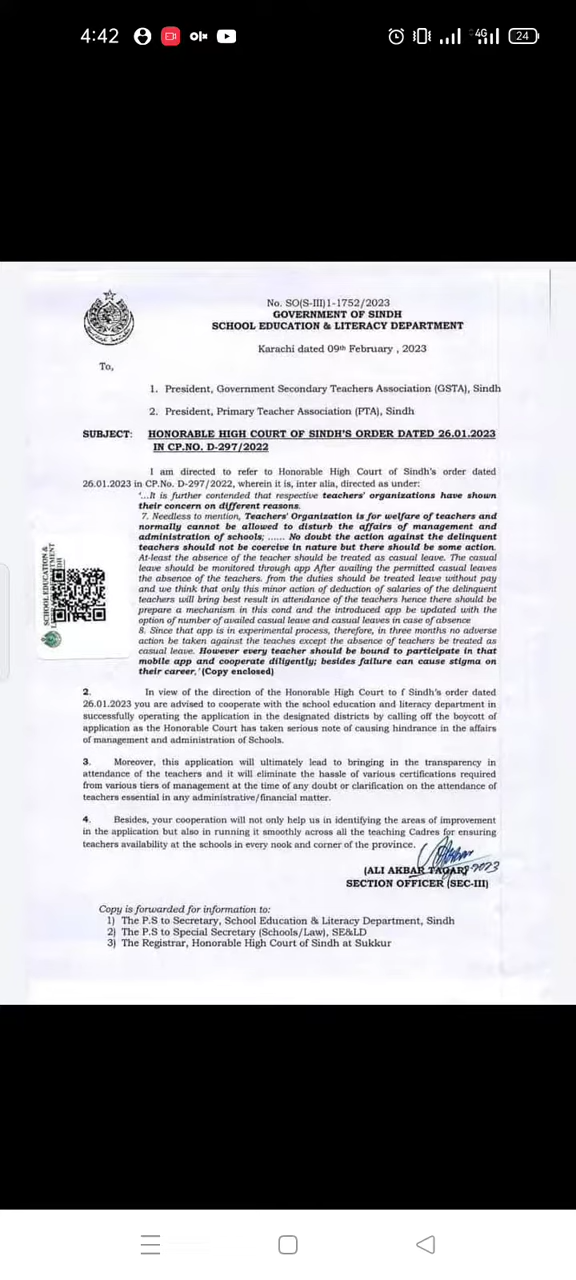 4:42
4G
24
No. SO(S-III)1-1752/2023
GOVERNMENT OF SINDH
SCHOOL EDUCATION & LITERACY DEPARTMENT
Karachi dated 09th February , 2023
To,
1. President, Government Secondary Teachers Association (GSTA), Sindh
2. President, Primary Teacher Association (PTA), Sindh
SUBJECT: HONORABLE HIGH COURT OF SINDH'S ORDER DATED 26.01.2023
IN CP.NO. D-297/2022
I am directed to refer to Honorable High Court of Sindh's order dated
26.01.2023 in CP.No. D-297/2022, wherein it is, inter alia, directed as under:
'...It is further contended that respective teachers' organizations have shown
their concern on different reasons.
7. Needless to mention, Teachers' Organization is for welfare of teachers and
normally cannot be allowed to disturb the affairs of management and
administration of schools; ...... No doubt the action against the delinquent
teachers should not be coercive in nature but there should be some action.
At-least the absence of the teacher should be treated as casual leave. The casual
leave should be monitored through app After availing the permitted casual leaves
the absence of the teachers. from the duties should be treated leave without pay
and we think that only this minor action of deduction of salaries of the delinquent
teachers will bring best result in attendance of the teachers hence there should be
prepare a mechanism in this cond and the introduced app be updated with the
option of number of availed casual leave and casual leaves in case of absence
8. Since that app is in experimental process, therefore, in three months no adverse
action be taken against the teaches except the absence of teachers be treated as
casual leave. However every teacher should be bound to participate in that
mobile app and cooperate diligently; besides failure can cause stigma on
their career,'(Copy enclosed)
SCHOOL EDUCATION &
2. In view of the direction of the Honorable High Court to f Sindh's order dated
26.01.2023 you are advised to cooperate with the school education and literacy department in
successfully operating the application in the designated districts by calling off the boycott of
application as the Honorable Court has taken serious note of causing hindrance in the affairs
of management and administration of Schools.
3. Moreover, this application will ultimately lead to bringing in the transparency in
attendance of the teachers and it will eliminate the hassle of various certifications required
from various tiers of management at the time of any doubt or clarification on the attendance of
teachers essential in any administrative/financial matter.
4. Besides, your cooperation will not only help us in identifying the areas of improvement
in the application but also in running it smoothly across all the teaching Cadres for ensuring
teachers availability at the schools in every nook and corner of the province.
(ALI AKBAR TAGAR)
SECTION OFFICER (SEC-III)
Copy is forwarded for information to:
1) The P.S to Secretary, School Education & Literacy Department, Sindh
2) The P.S to Special Secretary (Schools/Law), SE&LD
3) The Registrar, Honorable High Court of Sindh at Sukkur